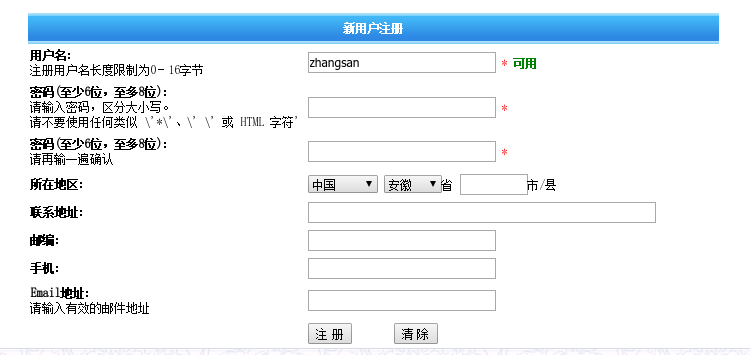 新用户注册
用户名:
注册用户名长度限制为0-16字节
zhangsan * 可用
密码(至少6位，至多8位):
请输入密码，区分大小写。
请不要使用任何类似 \'*\'、\' \' 或 HTML 字符'
*
密码(至少6位，至多8位):
请再输一遍确认
*
所在地区: 中国 安徽 省 市/县
联系地址:
邮编:
手机:
Email地址:
请输入有效的邮件地址
注 册 清 除